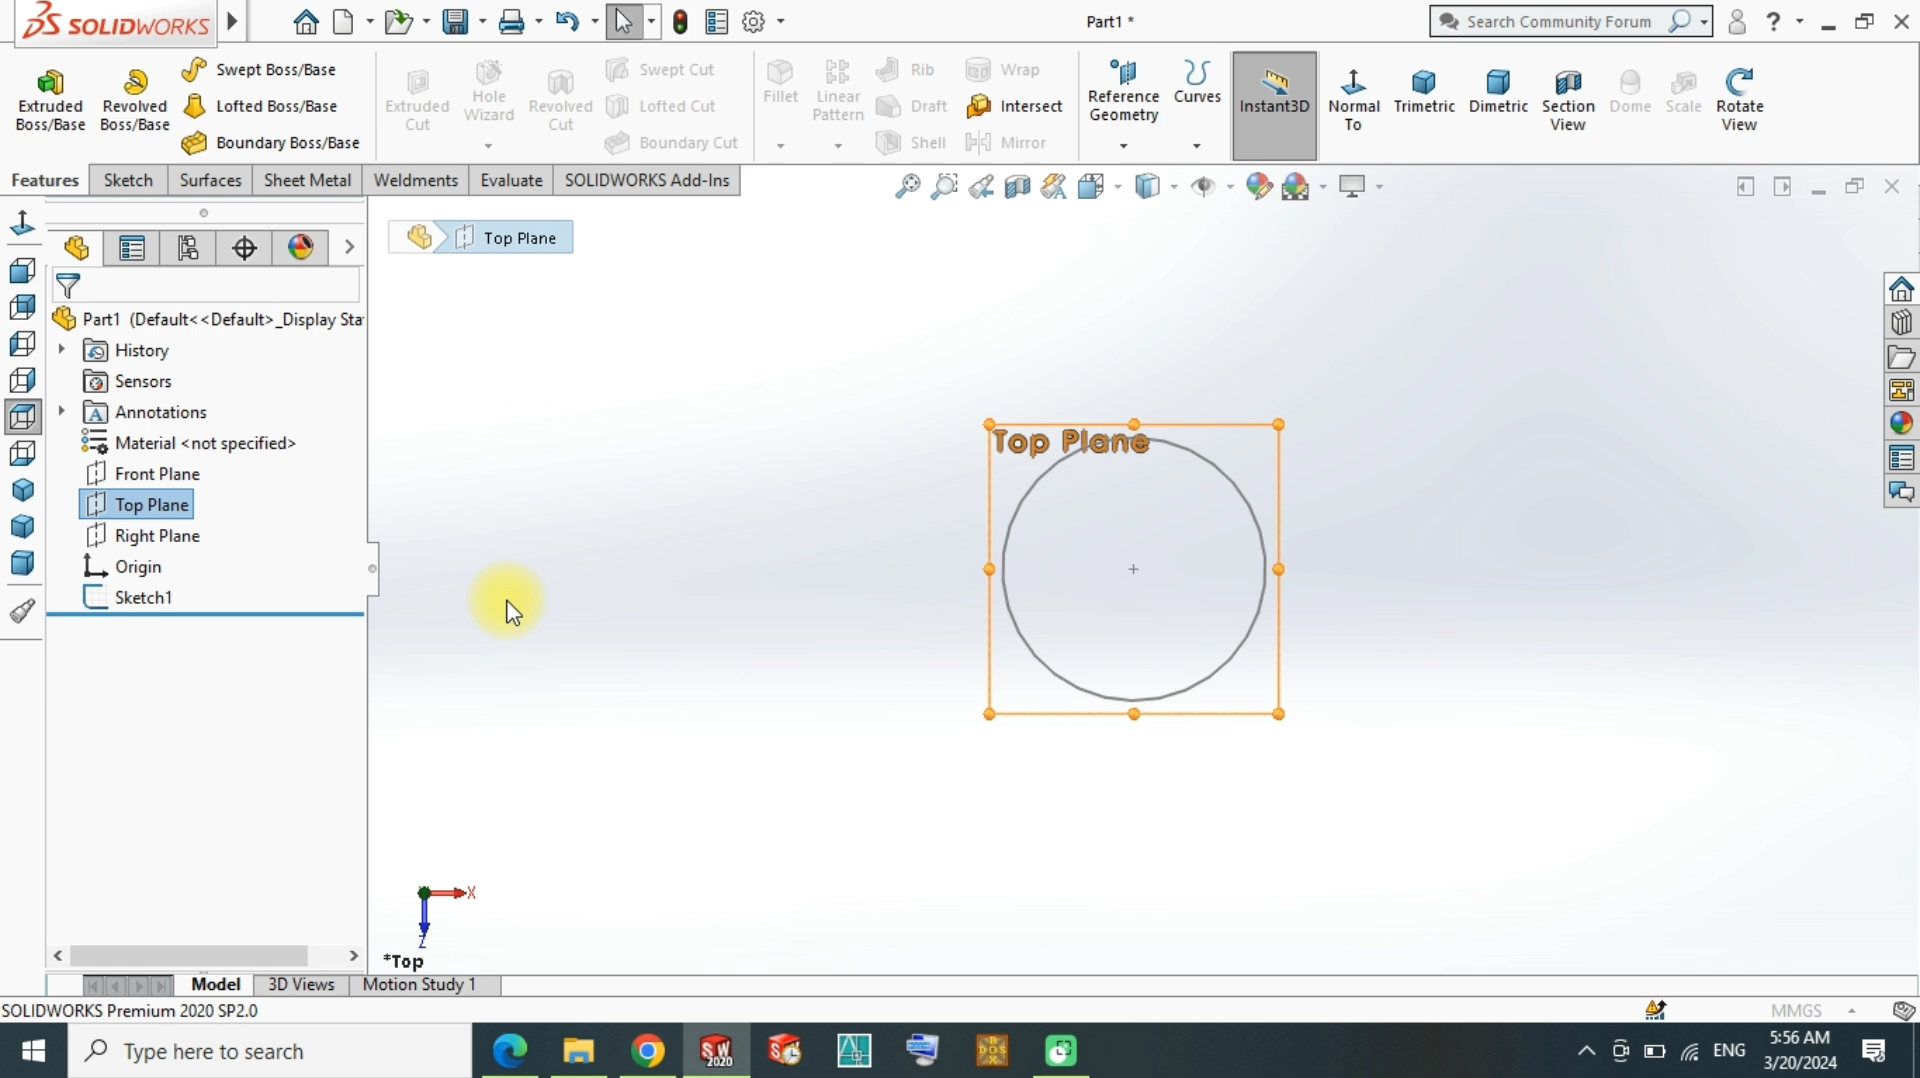 SOLIDWORKS
Part1 *
Search Community Forum
?
Extruded Boss/Base
Revolved Boss/Base
Swept Boss/Base
Lofted Boss/Base
Boundary Boss/Base
Extruded Cut
Hole Wizard
Revolved Cut
Swept Cut
Lofted Cut
Boundary Cut
Fillet
Linear Pattern
Rib
Draft
Shell
Wrap
Intersect
Mirror
Reference Geometry
Curves
Instant3D
Normal To
Trimetric
Dimetric
Section View
Dome
Scale
Rotate View
Features
Sketch
Surfaces
Sheet Metal
Weldments
Evaluate
SOLIDWORKS Add-Ins
Top Plane
Part1 (Default<<Default>_Display Sta
History
Sensors
Annotations
Material <not specified>
Front Plane
Top Plane
Right Plane
Origin
Sketch1
Top Plane
X
Z
*Top
Model
3D Views
Motion Study 1
SOLIDWORKS Premium 2020 SP2.0
MMGS
Type here to search
SW 2020
DOS
ENG
5:56 AM
3/20/2024